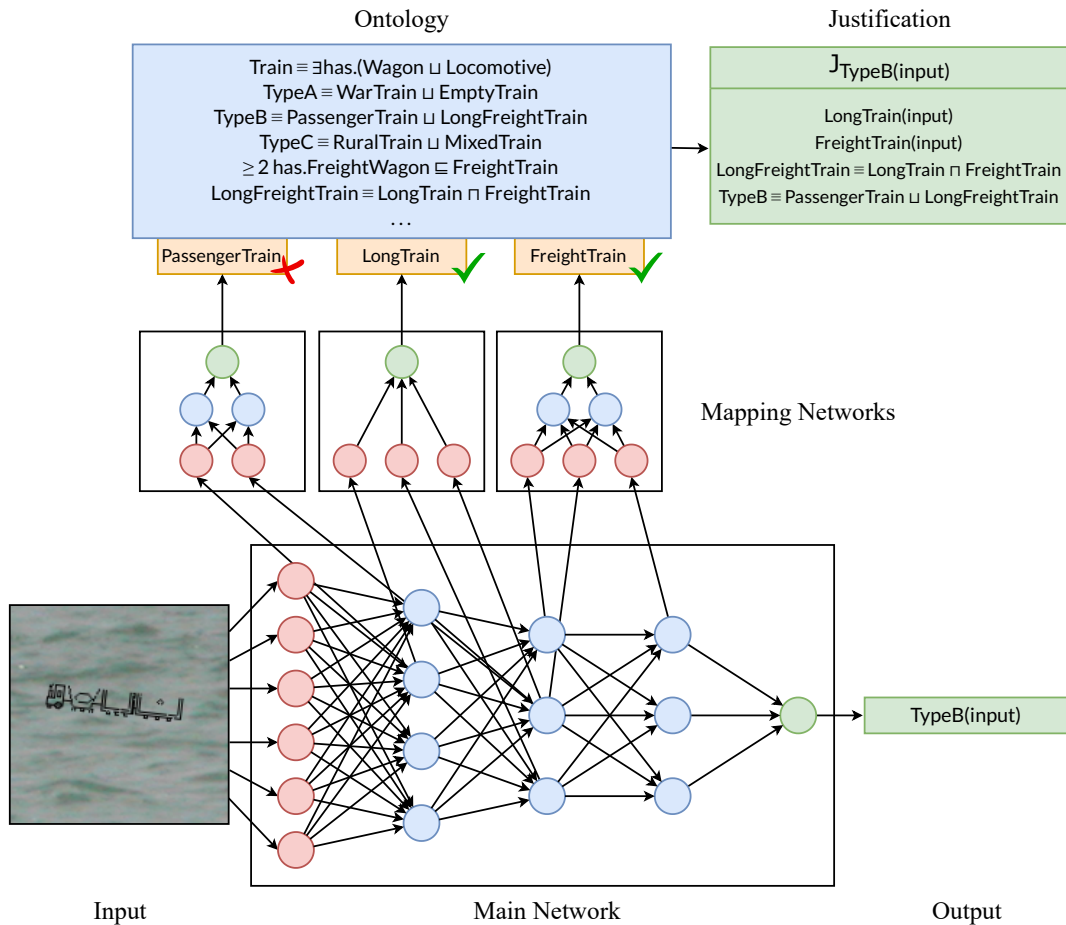 Ontology
Justification
Train ≡ ∃has.(Wagon ⊔ Locomotive)
TypeA ≡ WarTrain ⊔ EmptyTrain
TypeB ≡ PassengerTrain ⊔ LongFreightTrain
TypeC ≡ RuralTrain ⊔ MixedTrain
≥ 2 has.FreightWagon ⊑ FreightTrain
LongFreightTrain ≡ LongTrain ⊓ FreightTrain
...
J TypeB(input)
LongTrain(input)
FreightTrain(input)
LongFreightTrain ≡ LongTrain ⊓ FreightTrain
TypeB ≡ PassengerTrain ⊔ LongFreightTrain
PassengerTrain
LongTrain
FreightTrain
Mapping Networks
TypeB(input)
Input
Main Network
Output